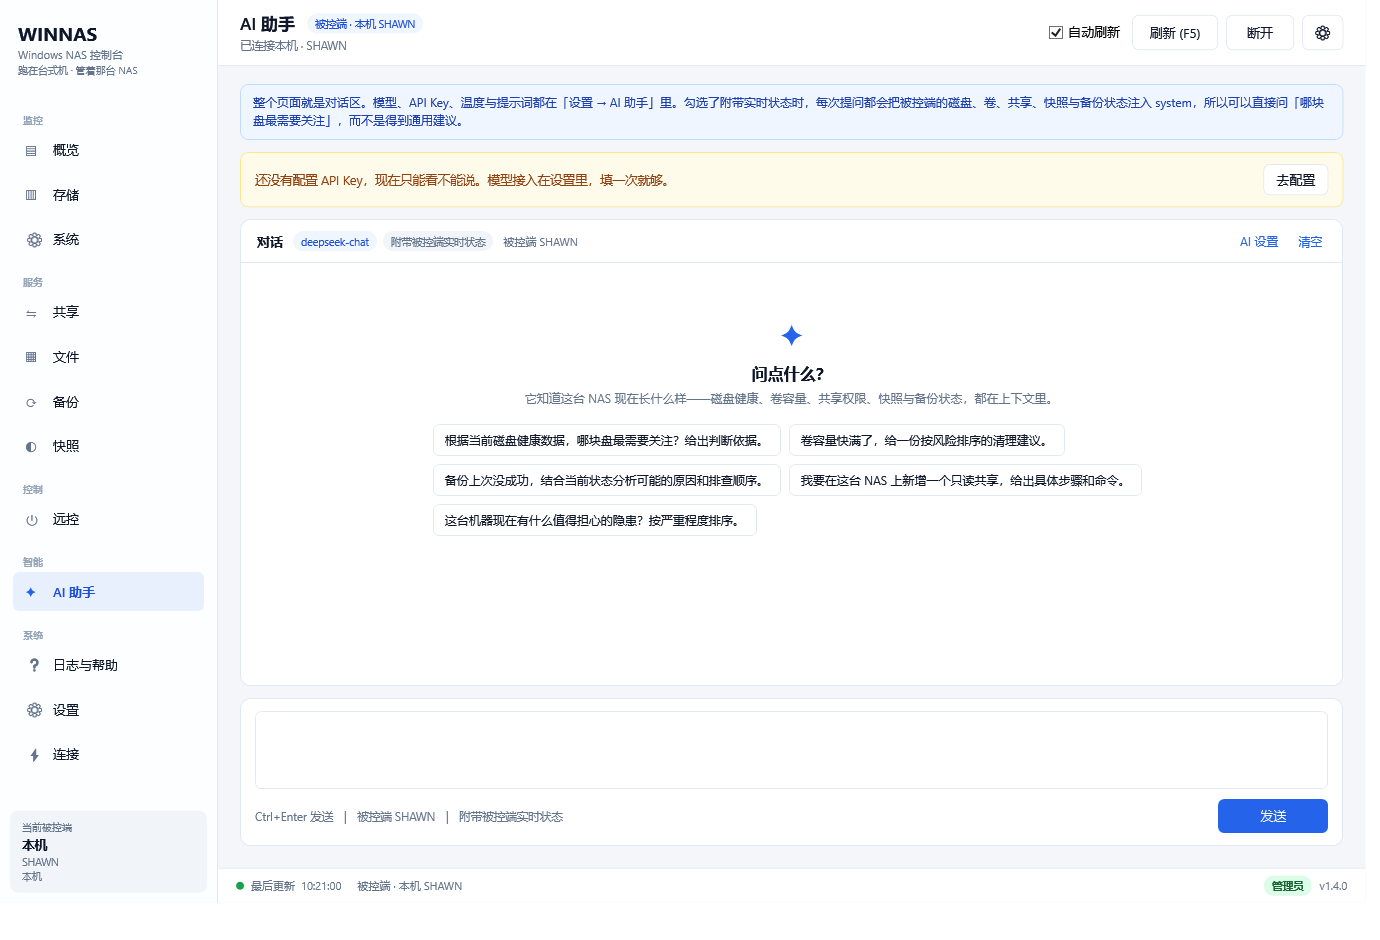 WINNAS
Windows NAS 控制台
跑在台式机 · 管着那台 NAS
监控
概览
存储
系统
服务
共享
文件
备份
快照
控制
远控
智能
AI 助手
系统
日志与帮助
设置
连接
当前被控端
本机
SHAWN
本机
AI 助手 被控端 · 本机 SHAWN
已连接本机 · SHAWN
自动刷新 刷新 (F5) 断开
整个页面就是对话区。模型、API Key、温度与提示词都在「设置 → AI 助手」里。勾选了附带实时状态时，每次提问都会把被控端的磁盘、卷、共享、快照与备份状态注入 system，所以可以直接问「哪块
盘最需要关注」，而不是得到通用建议。
还没有配置 API Key，现在只能看不能说。模型接入在设置里，填一次就够。 去配置
对话 deepseek-chat 附带被控端实时状态 被控端 SHAWN AI 设置 清空
问点什么？
它知道这台 NAS 现在长什么样——磁盘健康、卷容量、共享权限、快照与备份状态，都在上下文里。
根据当前磁盘健康数据，哪块盘最需要关注？给出判断依据。 卷容量快满了，给一份按风险排序的清理建议。
备份上次没成功，结合当前状态分析可能的原因和排查顺序。 我要在这台 NAS 上新增一个只读共享，给出具体步骤和命令。
这台机器现在有什么值得担心的隐患？按严重程度排序。
Ctrl+Enter 发送 | 被控端 SHAWN | 附带被控端实时状态 发送
最后更新 10:21:00 被控端 · 本机 SHAWN 管理员 v1.4.0